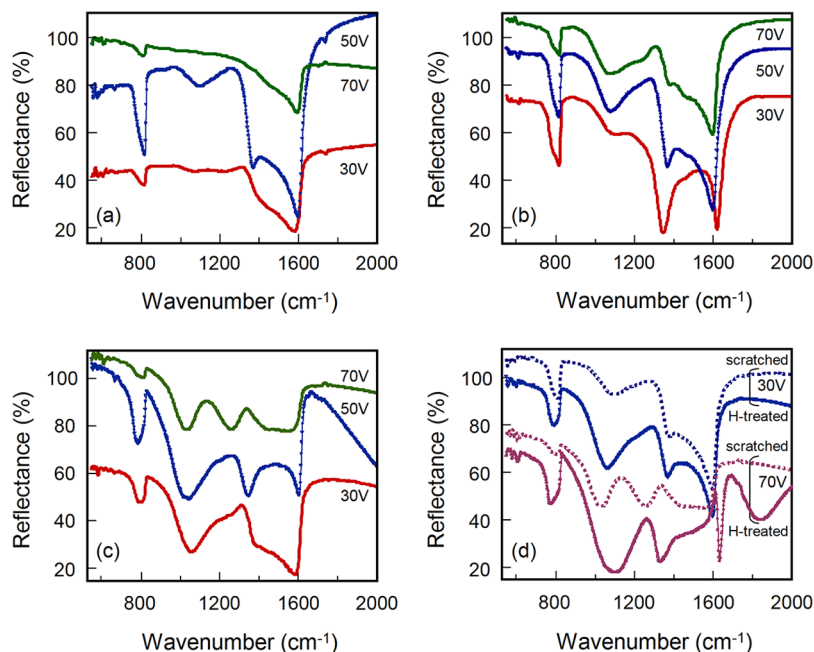 100
80
60
40
20
Reflectance (%)
50V
70V
30V
(a)
800
1200
1600
2000
Wavenumber (cm-1)
100
80
60
40
20
Reflectance (%)
70V
50V
30V
(b)
800
1200
1600
2000
Wavenumber (cm-1)
100
80
60
40
20
Reflectance (%)
70V
50V
30V
(c)
800
1200
1600
2000
Wavenumber (cm-1)
100
80
60
40
20
Reflectance (%)
scratched
30V
H-treated
scratched
70V
H-treated
(d)
800
1200
1600
2000
Wavenumber (cm-1)